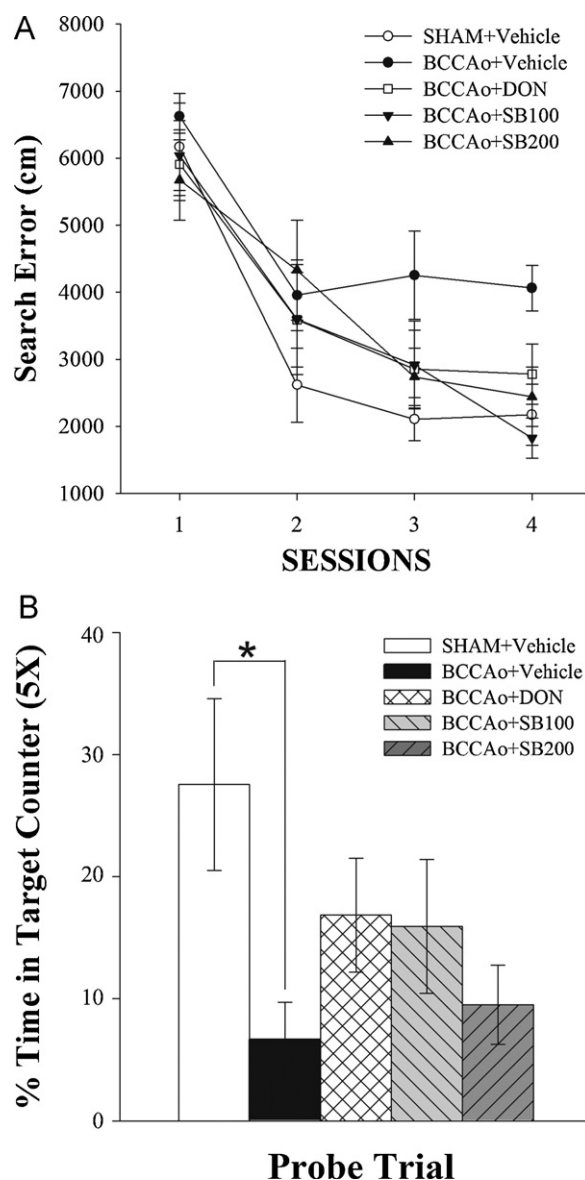 A
8000
7000
6000
5000
4000
3000
2000
1000
Search Error (cm)
SHAM+Vehicle
BCCAo+Vehicle
BCCAo+DON
BCCAo+SB100
BCCAo+SB200
1 2 3 4
SESSIONS
B
40
30
20
10
0
% Time in Target Counter (5X)
*
SHAM+Vehicle
BCCAo+Vehicle
BCCAo+DON
BCCAo+SB100
BCCAo+SB200
Probe Trial